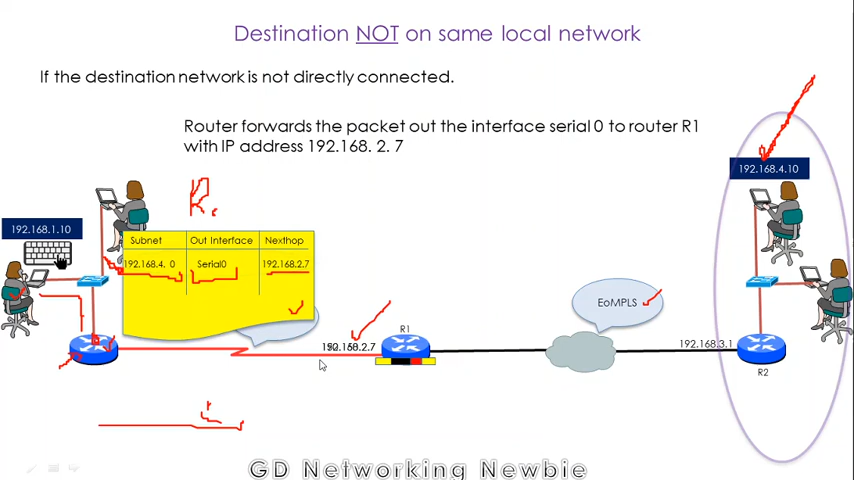 Destination NOT on same local network
If the destination network is not directly connected.
Router forwards the packet out the interface serial 0 to router R1
with IP address 192.168. 2. 7
192.168.4.10
192.168.1.10
Subnet Out Interface Nexthop
192.168.4. 0 Serial0 192.168.2.7
EoMPLS
R1
192.168.3.1
R2
GD Networking Newbie